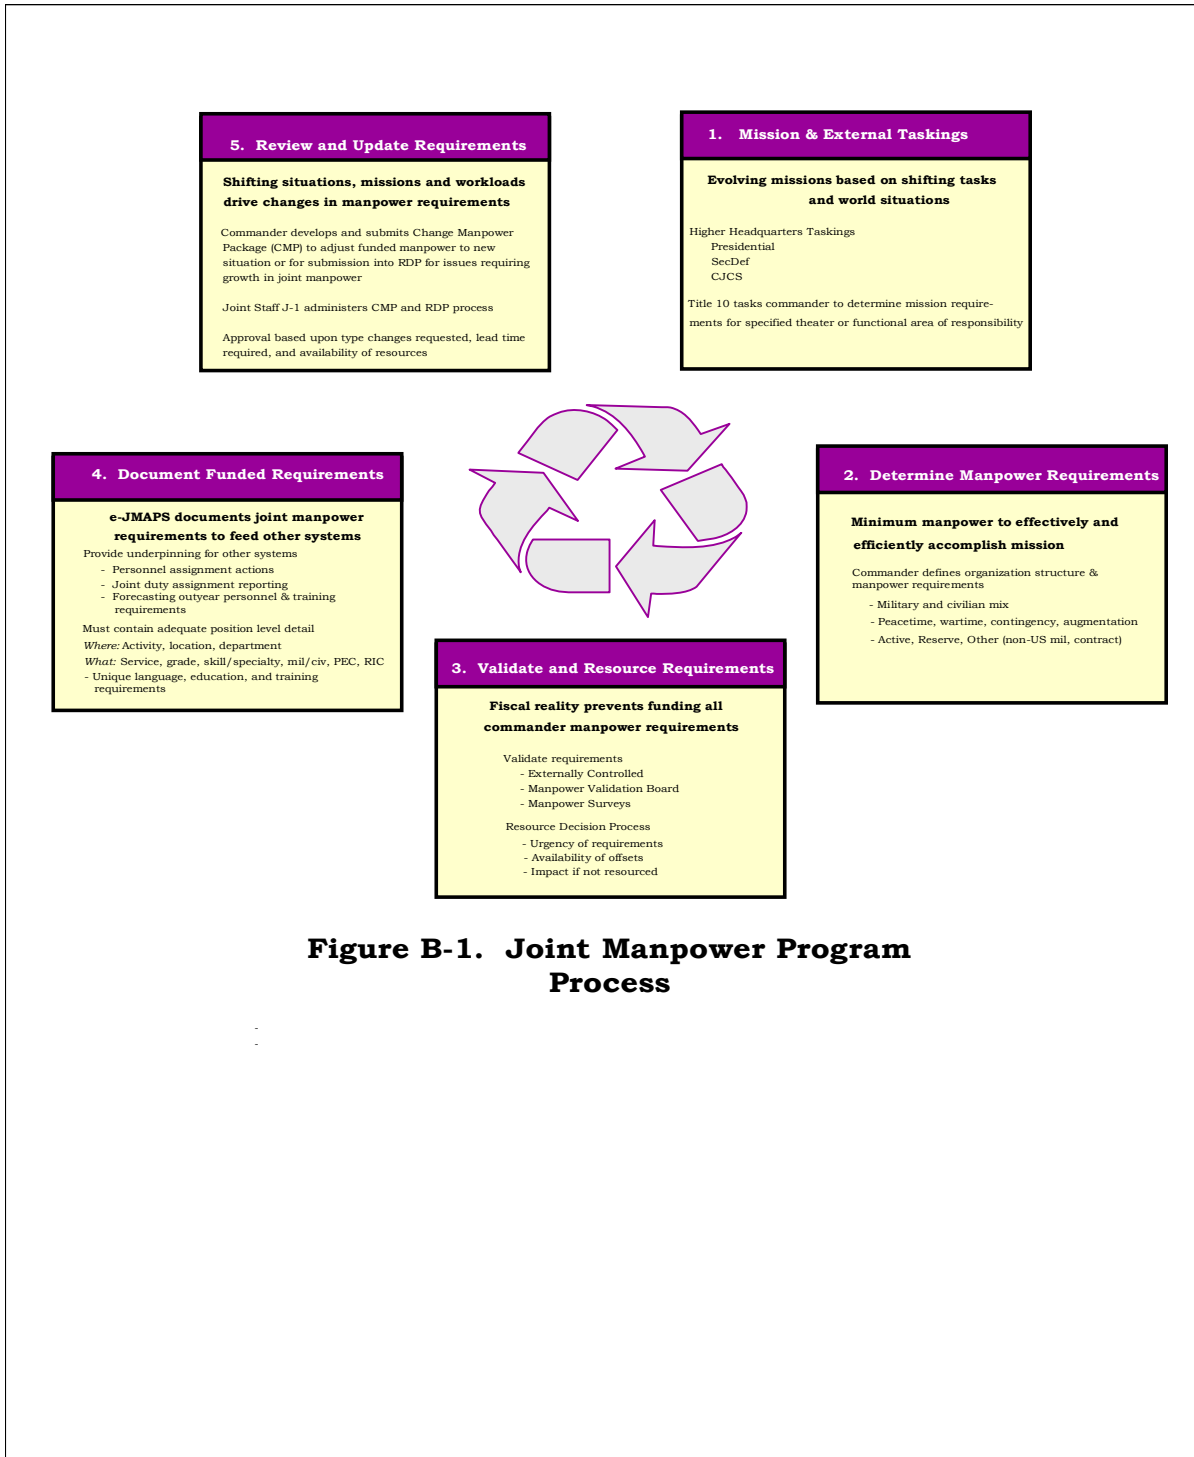 5. Review and Update Requirements
Shifting situations, missions and workloads
drive changes in manpower requirements
Commander develops and submits Change Manpower
Package (CMP) to adjust funded manpower to new
situation or for submission into RDP for issues requiring
growth in joint manpower
Joint Staff J-1 administers CMP and RDP process
Approval based upon type changes requested, lead time
required, and availability of resources
1. Mission & External Taskings
Evolving missions based on shifting tasks
and world situations
Higher Headquarters Taskings
Presidential
SecDef
CJCS
Title 10 tasks commander to determine mission require-
ments for specified theater or functional area of responsibility
4. Document Funded Requirements
e-JMAPS documents joint manpower
requirements to feed other systems
Provide underpinning for other systems
- Personnel assignment actions
- Joint duty assignment reporting
- Forecasting outyear personnel & training
requirements
Must contain adequate position level detail
Where: Activity, location, department
What: Service, grade, skill/specialty, mil/civ, PEC, RIC
- Unique language, education, and training
requirements
2. Determine Manpower Requirements
Minimum manpower to effectively and
efficiently accomplish mission
Commander defines organization structure &
manpower requirements
- Military and civilian mix
- Peacetime, wartime, contingency, augmentation
- Active, Reserve, Other (non-US mil, contract)
3. Validate and Resource Requirements
Fiscal reality prevents funding all
commander manpower requirements
Validate requirements
- Externally Controlled
- Manpower Validation Board
- Manpower Surveys
Resource Decision Process
- Urgency of requirements
- Availability of offsets
- Impact if not resourced
Figure B-1. Joint Manpower Program
Process
-
-